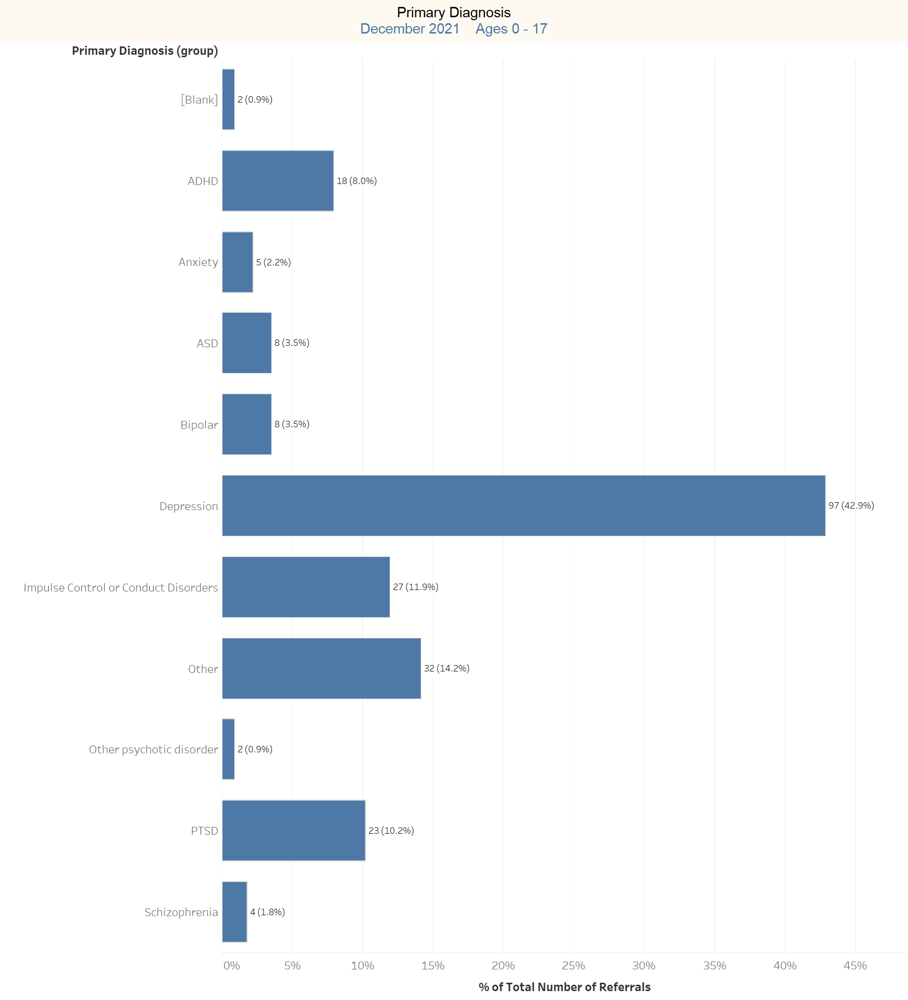 Primary Diagnosis
December 2021 Ages 0 - 17
Primary Diagnosis (group)
[Blank] 2 (0.9%)
ADHD 18 (8.0%)
Anxiety 5 (2.2%)
ASD 8 (3.5%)
Bipolar 8 (3.5%)
Depression 97 (42.9%)
Impulse Control or Conduct Disorders 27 (11.9%)
Other 32 (14.2%)
Other psychotic disorder 2 (0.9%)
PTSD 23 (10.2%)
Schizophrenia 4 (1.8%)
0% 5% 10% 15% 20% 25% 30% 35% 40% 45%
% of Total Number of Referrals